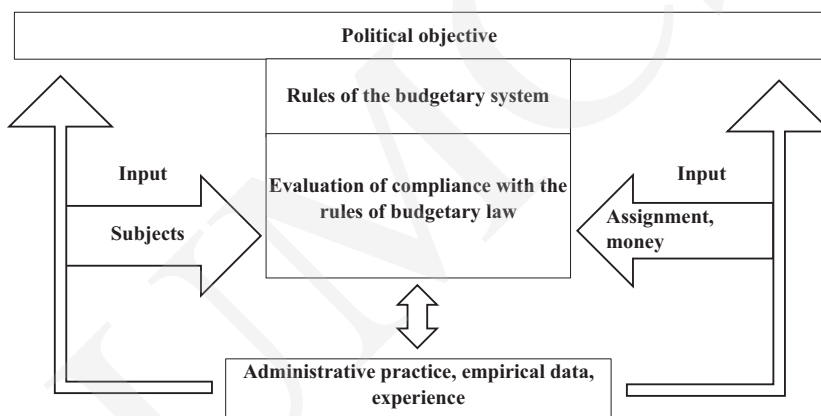 Political objective
Rules of the budgetary system
Input
Subjects
Evaluation of compliance with the
rules of budgetary law
Input
Assignment,
money
Administrative practice, empirical data,
experience